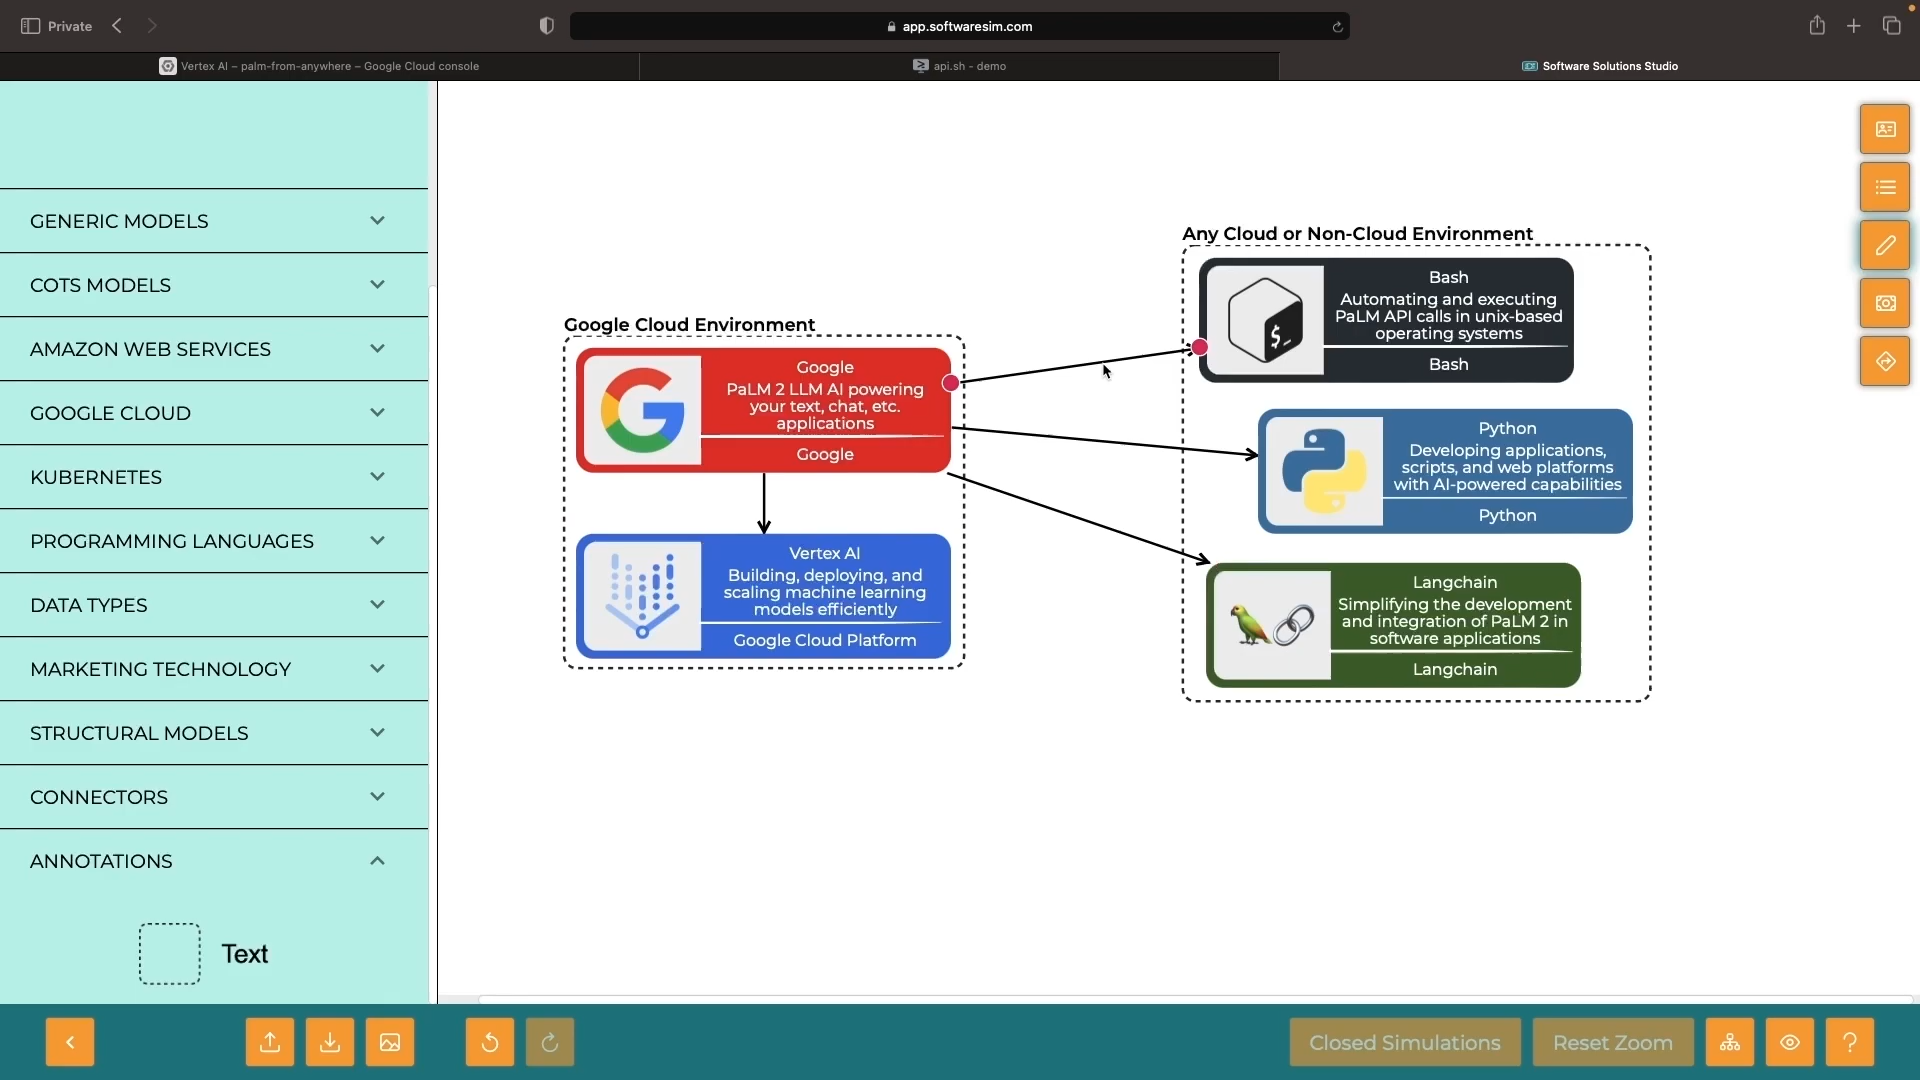 Private
app.softwaresim.com
Vertex AI – palm-from-anywhere – Google Cloud console
api.sh - demo
Software Solutions Studio
GENERIC MODELS
COTS MODELS
AMAZON WEB SERVICES
GOOGLE CLOUD
KUBERNETES
PROGRAMMING LANGUAGES
DATA TYPES
MARKETING TECHNOLOGY
STRUCTURAL MODELS
CONNECTORS
ANNOTATIONS
Text
Google Cloud Environment
Google
PaLM 2 LLM AI powering
your text, chat, etc.
applications
Google
Vertex AI
Building, deploying, and
scaling machine learning
models efficiently
Google Cloud Platform
Any Cloud or Non-Cloud Environment
$_
Bash
Automating and executing
PaLM API calls in unix-based
operating systems
Bash
Python
Developing applications,
scripts, and web platforms
with AI-powered capabilities
Python
Langchain
Simplifying the development
and integration of PaLM 2 in
software applications
Langchain
Closed Simulations
Reset Zoom
?